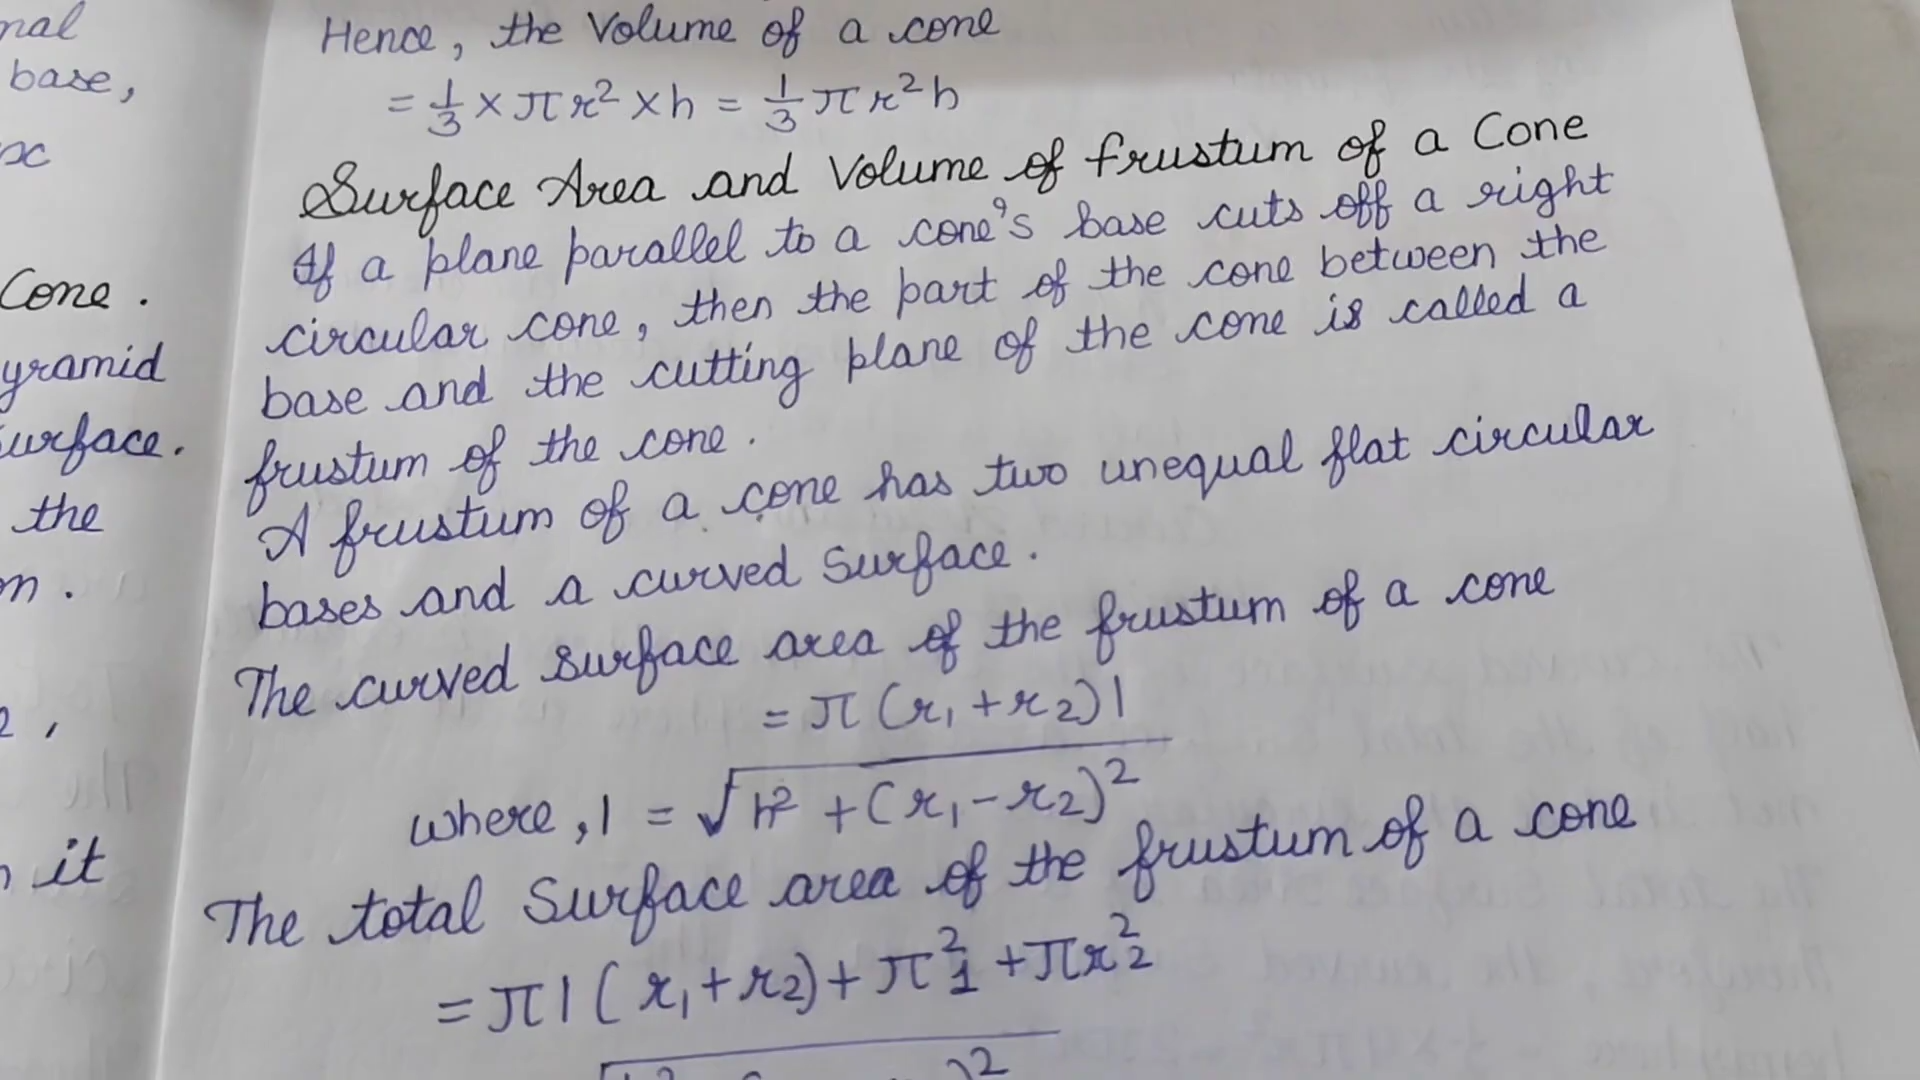 nal
base,
Cone.
yramid
urface.
the
it
Hence, the Volume of a cone
= 1/3 × πr² × h = 1/3 πr²h
Surface Area and Volume of frustum of a Cone
If a plane parallel to a cone's base cuts off a right
circular cone, then the part of the cone between the
base and the cutting plane of the cone is called a
frustum of the cone.
A frustum of a cone has two unequal flat circular
bases and a curved Surface.
The curved surface area of the frustum of a cone
= π(r₁+r₂)l
where, l = √h² + (r₁-r₂)²
The total Surface area of the frustum of a cone
= πl(r₁+r₂)+π₁²+πr₂²